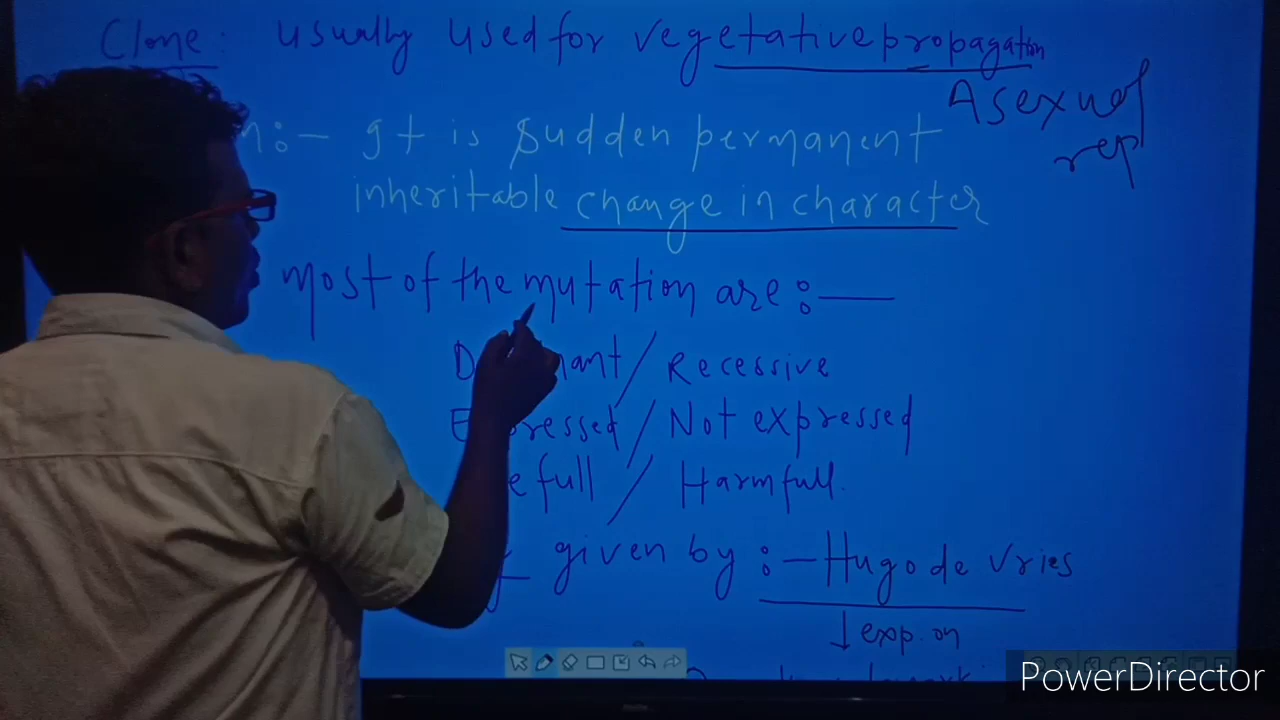 Clone: usually used for vegetative propagation
Asexual
rep
n:- It is sudden permanent
inheritable change in character
most of the mutation are :—
D nant / Recessive
E pressed / Not expressed
e full / Harmfull.
given by :- Hugo de Vries
↓ exp. on
PowerDirector